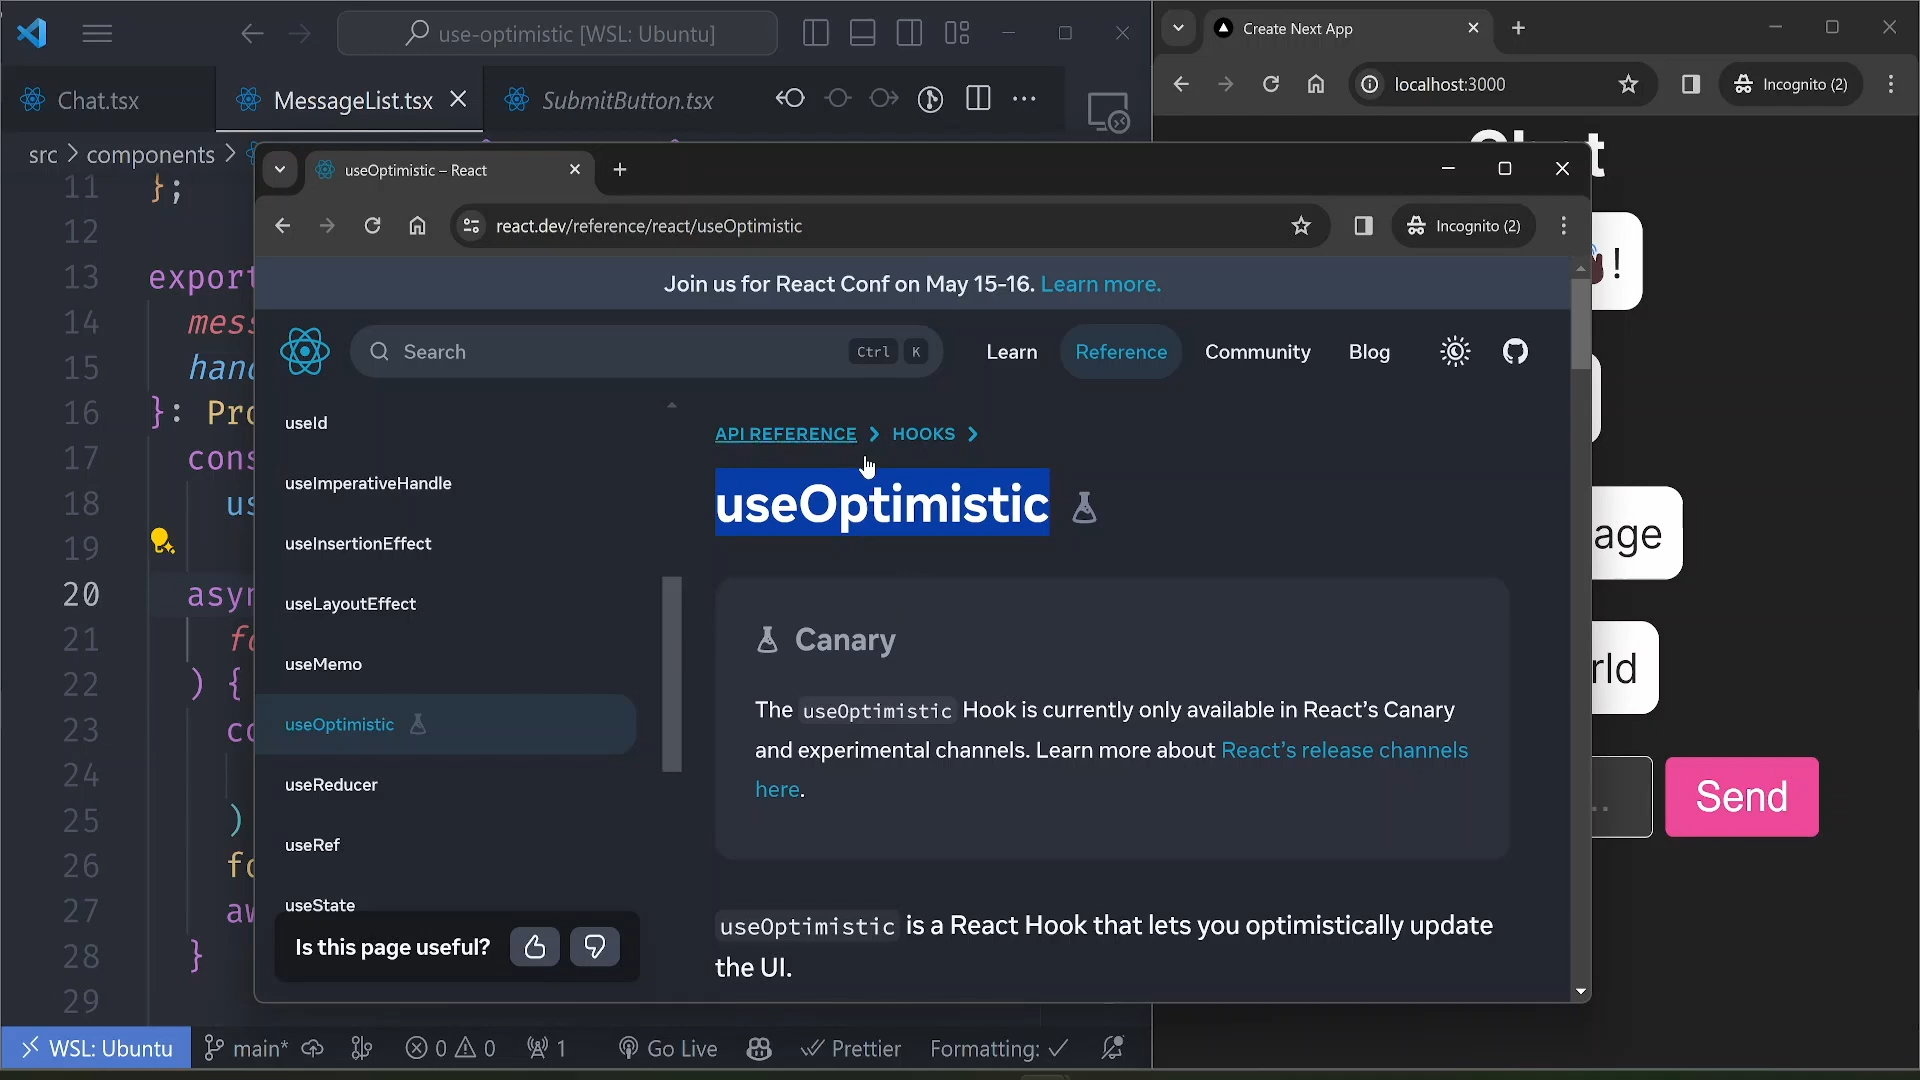 use-optimistic [WSL: Ubuntu]
Chat.tsx
MessageList.tsx
SubmitButton.tsx
src > components >
11 };
12
13 export
14 mess
15 hand
16 }: Pro
17 cons
18 us
19
20 asyn
21 fo
22 ) {
23 co
24
25 )
26 fo
27 aw
28 }
29
WSL: Ubuntu
main*
0 0
1
Go Live
Prettier
Formatting: ✓
Create Next App
localhost:3000
Incognito (2)
!
age
rld
..
Send
useOptimistic – React
react.dev/reference/react/useOptimistic
Incognito (2)
Join us for React Conf on May 15-16. Learn more.
Search
Ctrl K
Learn
Reference
Community
Blog
useId
useImperativeHandle
useInsertionEffect
useLayoutEffect
useMemo
useOptimistic
useReducer
useRef
useState
Is this page useful?
API REFERENCE > HOOKS >
useOptimistic
Canary
The useOptimistic Hook is currently only available in React’s Canary
and experimental channels. Learn more about React’s release channels
here.
useOptimistic is a React Hook that lets you optimistically update
the UI.